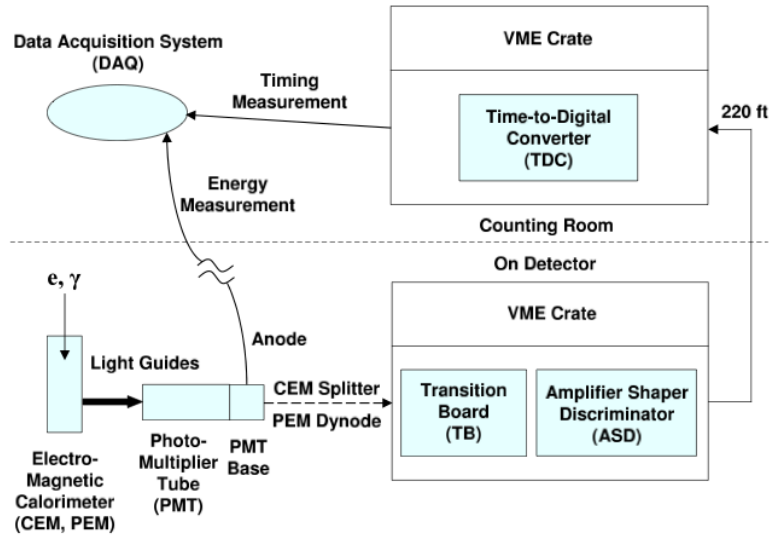 Data Acquisition System
(DAQ)
Timing
Measurement
VME Crate
Time-to-Digital
Converter
(TDC)
220 ft
Energy
Measurement
Counting Room
On Detector
e, γ
VME Crate
Light Guides
Anode
CEM Splitter
PEM Dynode
Transition
Board
(TB)
Amplifier Shaper
Discriminator
(ASD)
Electro-
Magnetic
Calorimeter
(CEM, PEM)
Photo-
Multiplier
Tube
(PMT)
PMT
Base